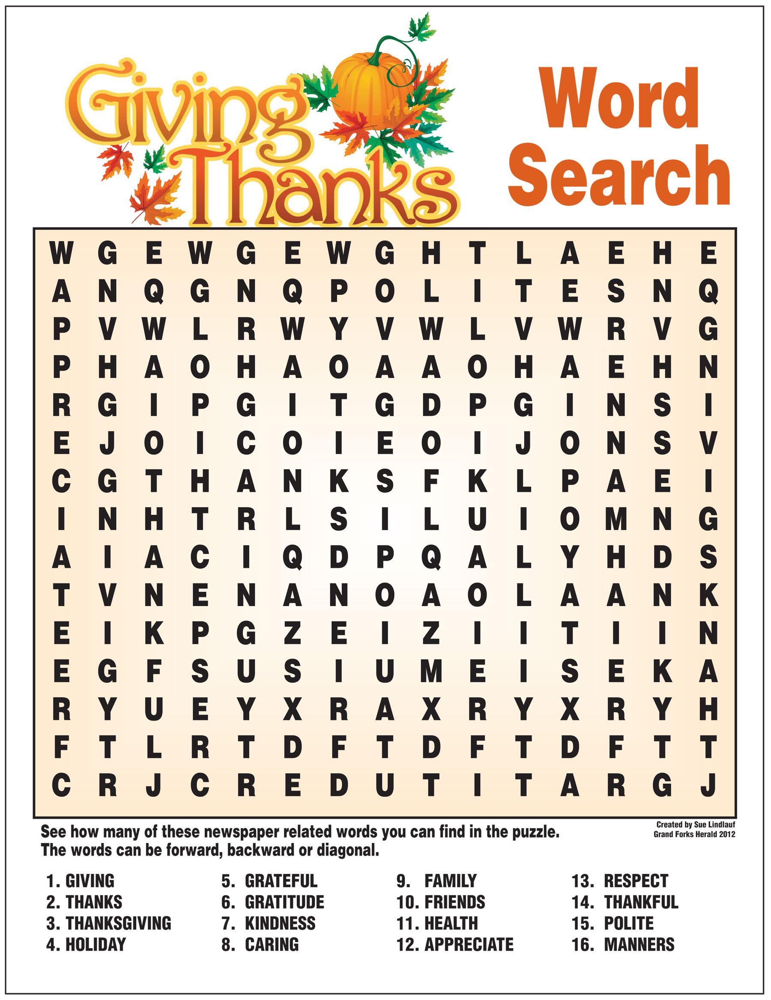 Giving
Thanks
Word
Search
W G E W G E W G H T L A E H E
A N Q G N Q P O L I T E S N Q
P V W L R W Y V W L V W R V G
P H A O H A O A A O H A E H N
R G I P G I T G D P G I N S I
E J O I C O I E O I J O N S V
C G T H A N K S F K L P A E I
I N H T R L S I L U I O M N G
A I A C I Q D P Q A L Y H D S
T V N E N A N O A O L A A N K
E I K P G Z E I Z I I T I I N
E G F S U S I U M E I S E K A
R Y U E Y X R A X R Y X R Y H
F T L R T D F T D F T D F T T
C R J C R E D U T I T A R G J
See how many of these newspaper related words you can find in the puzzle.
The words can be forward, backward or diagonal.
Created by Sue Lindlauf
Grand Forks Herald 2012
1. GIVING
2. THANKS
3. THANKSGIVING
4. HOLIDAY
5. GRATEFUL
6. GRATITUDE
7. KINDNESS
8. CARING
9. FAMILY
10. FRIENDS
11. HEALTH
12. APPRECIATE
13. RESPECT
14. THANKFUL
15. POLITE
16. MANNERS